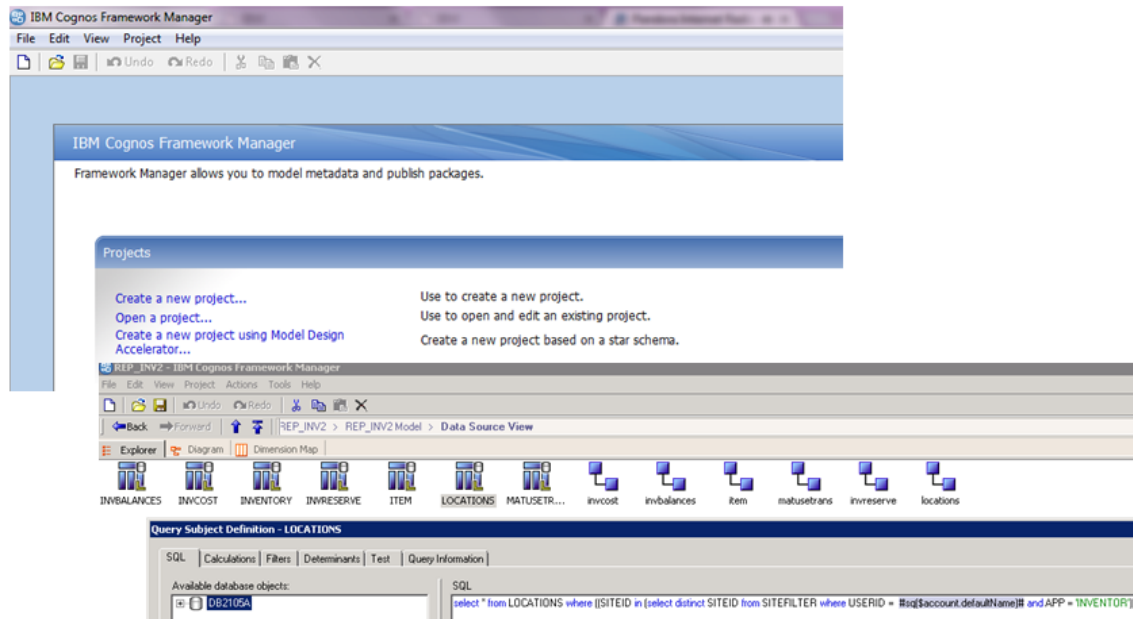 IBM Cognos Framework Manager
File Edit View Project Help
Undo Redo
IBM Cognos Framework Manager
Framework Manager allows you to model metadata and publish packages.
Projects
Create a new project... Use to create a new project.
Open a project... Use to open and edit an existing project.
Create a new project using Model Design
Accelerator... Create a new project based on a star schema.
REP_INV2 - IBM Cognos Framework Manager
File Edit View Project Actions Tools Help
Undo Redo
Back Forward REP_INV2 > REP_INV2 Model > Data Source View
Explorer Diagram Dimension Map
INVBALANCES INVCOST INVENTORY INVRESERVE ITEM LOCATIONS MATUSETR... invcost invbalances item matusetrans invreserve locations
Query Subject Definition - LOCATIONS
SQL Calculations Filters Determinants Test Query Information
Available database objects: SQL
DB2105A select * from LOCATIONS where ((SITEID in (select distinct SITEID from SITEFILTER where USERID = #sq($account.defaultName)# and APP = 'INVENTOR')